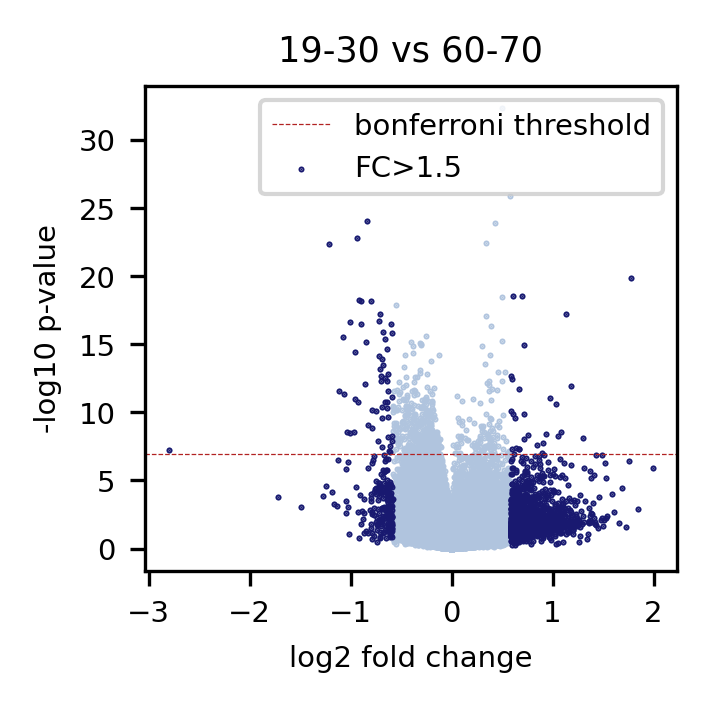 19-30 vs 60-70
bonferroni threshold
FC>1.5
-log10 p-value
30
25
20
15
10
5
0
−3 −2 −1 0 1 2
log2 fold change